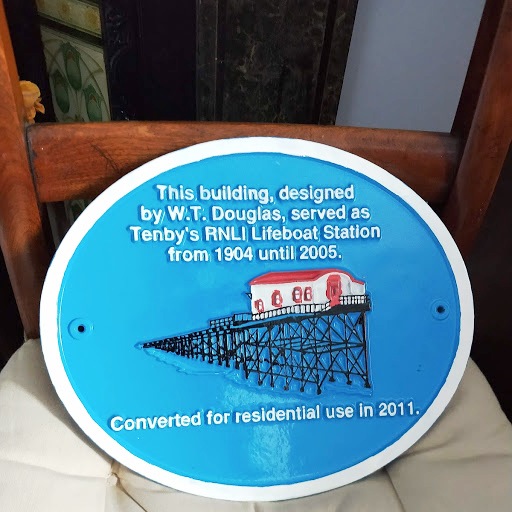 This building, designed
by W.T. Douglas, served as
Tenby's RNLI Lifeboat Station
from 1904 until 2005.
Converted for residential use in 2011.